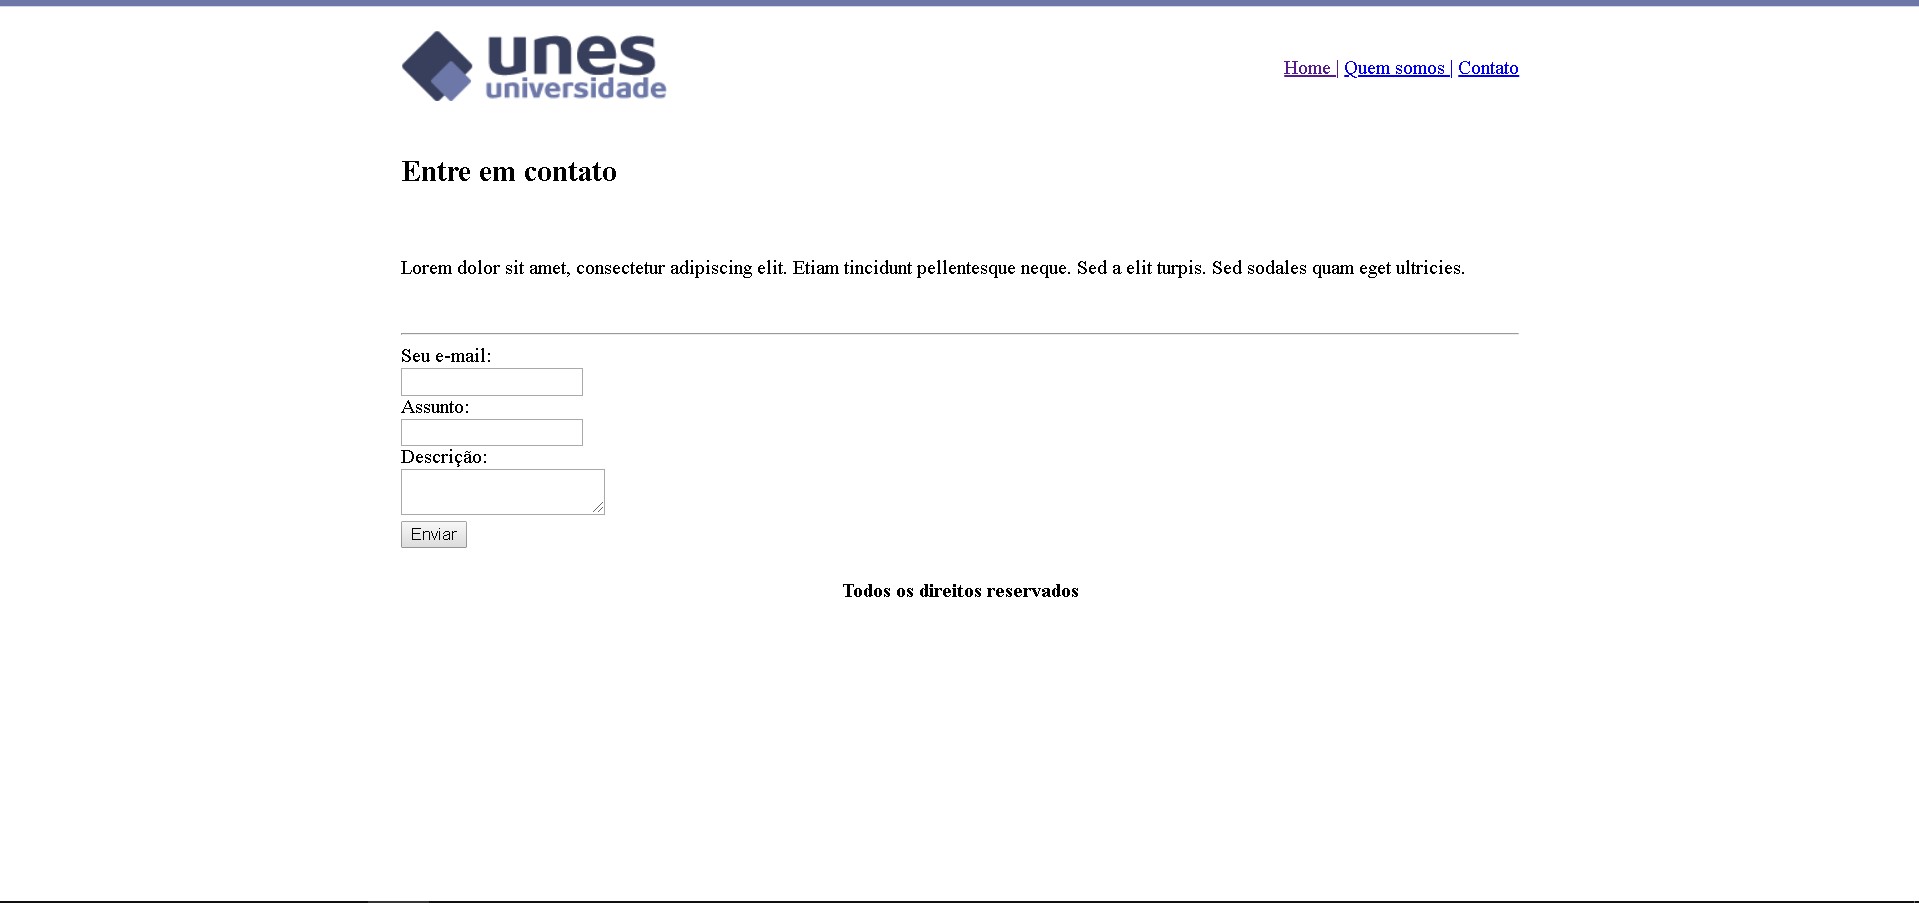 unes
universidade
Home | Quem somos | Contato
Entre em contato
Lorem dolor sit amet, consectetur adipiscing elit. Etiam tincidunt pellentesque neque. Sed a elit turpis. Sed sodales quam eget ultricies.
Seu e-mail:
Assunto:
Descrição:
Enviar
Todos os direitos reservados